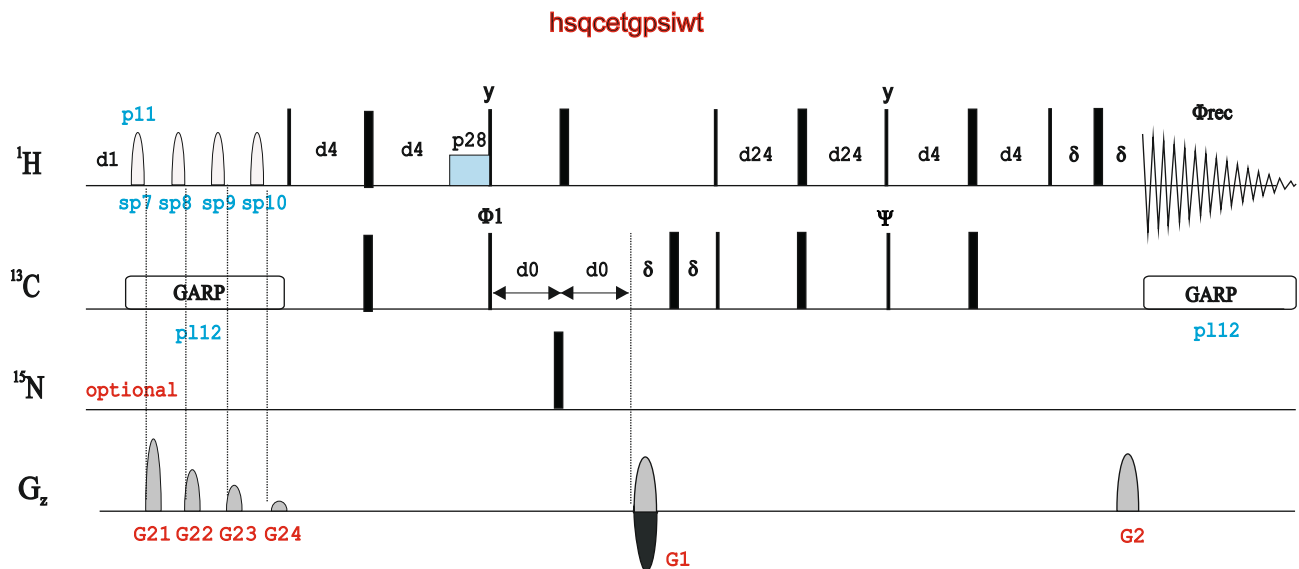 hsqcetgpsiwt
y y
p11 Φrec
p28
¹H d1 d4 d4 d24 d24 d4 d4 δ δ
sp7 sp8 sp9 sp10
Φ1 Ψ
¹³C d0 d0 δ δ
GARP GARP
pl12 pl12
¹⁵N
optional
Gz
G21 G22 G23 G24 G2
G1